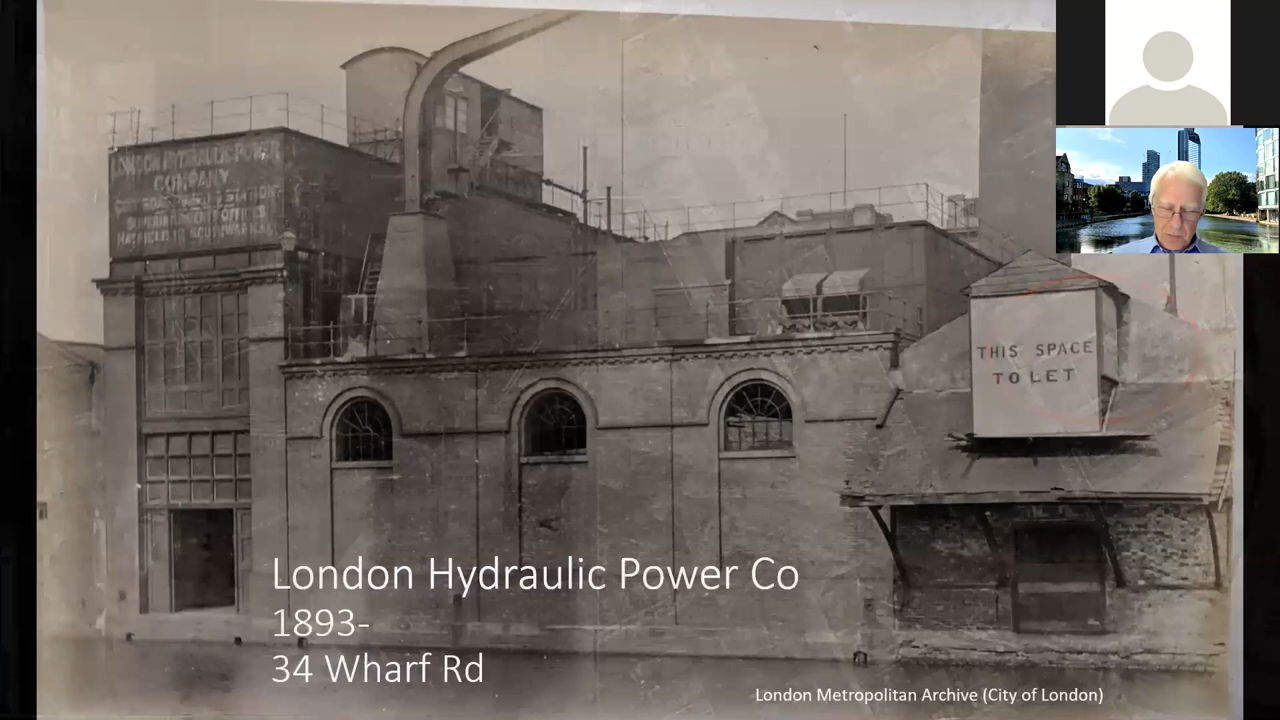 LONDON HYDRAULIC POWER
COMPANY
THIS SPACE
TO LET
London Hydraulic Power Co
1893-
34 Wharf Rd
London Metropolitan Archive (City of London)